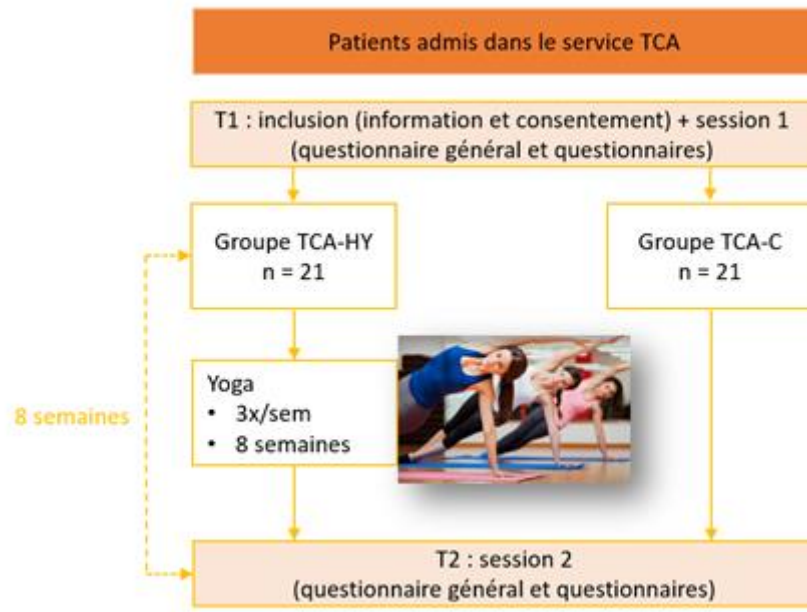 Patients admis dans le service TCA
T1 : inclusion (information et consentement) + session 1
(questionnaire général et questionnaires)
Groupe TCA-HY
n = 21
Groupe TCA-C
n = 21
Yoga
• 3x/sem
• 8 semaines
8 semaines
T2 : session 2
(questionnaire général et questionnaires)